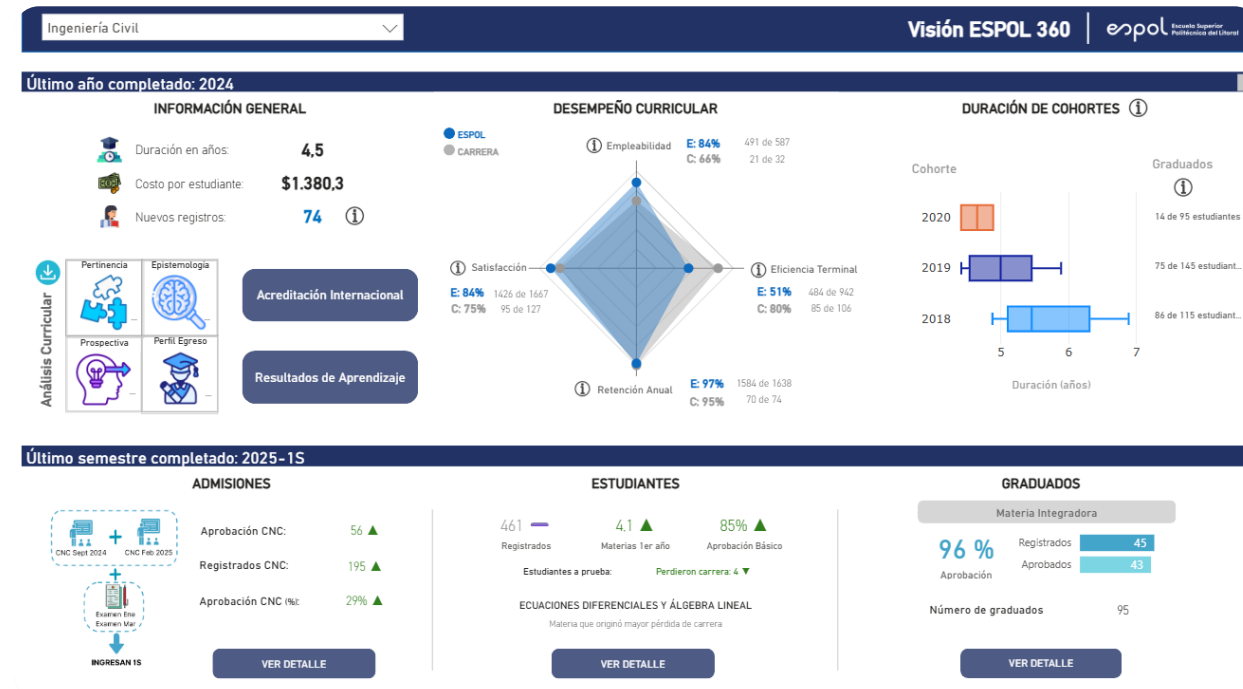 Ingeniería Civil
Visión ESPOL 360
espol Escuela Superior
Politécnica del Litoral
Último año completado: 2024
INFORMACIÓN GENERAL
Duración en años:
4,5
Costo por estudiante:
$1.380,3
Nuevos registros:
74
Análisis Curricular
Pertinencia
Epistemología
Prospectiva
Perfil Egreso
Acreditación Internacional
Resultados de Aprendizaje
DESEMPEÑO CURRICULAR
ESPOL
CARRERA
Empleabilidad
E: 84% 491 de 587
C: 66% 21 de 32
Satisfacción
E: 84% 1426 de 1667
C: 75% 95 de 127
Eficiencia Terminal
E: 51% 484 de 942
C: 80% 85 de 106
Retención Anual
E: 97% 1584 de 1638
C: 95% 70 de 74
DURACIÓN DE COHORTES
Cohorte
Graduados
2020
14 de 95 estudiantes
2019
75 de 145 estudiant...
2018
86 de 115 estudiant...
5 6 7
Duración (años)
Último semestre completado: 2025-1S
ADMISIONES
CNC Sept 2024
+
CNC Feb 2025
+
Examen Ene
Examen Mar
INGRESAN 1S
Aprobación CNC:
56 ▲
Registrados CNC:
195 ▲
Aprobación CNC (%):
29% ▲
VER DETALLE
ESTUDIANTES
461
4.1 ▲
85% ▲
Registrados
Materias 1er año
Aprobación Básico
Estudiantes a prueba:
Perdieron carrera: 4 ▼
ECUACIONES DIFERENCIALES Y ÁLGEBRA LINEAL
Materia que originó mayor pérdida de carrera
VER DETALLE
GRADUADOS
Materia Integradora
96 %
Aprobación
Registrados
45
Aprobados
43
Número de graduados
95
VER DETALLE